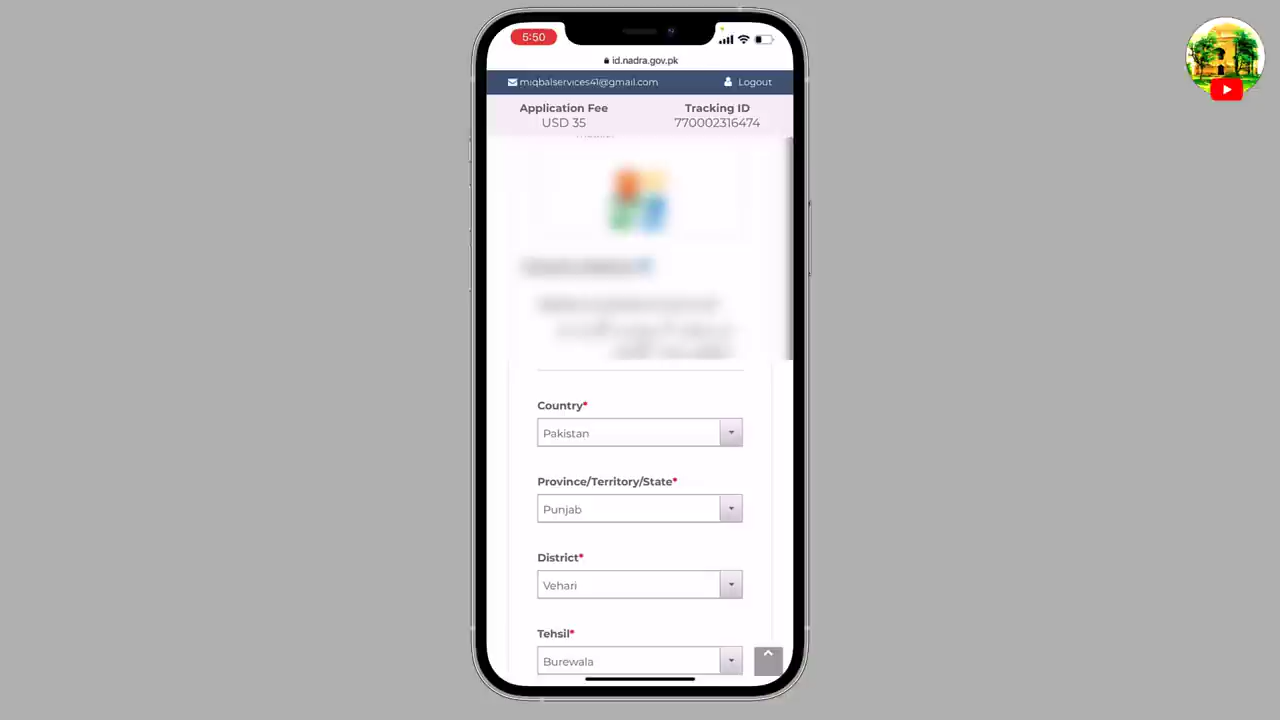 5:50
id.nadra.gov.pk
miqbalservices41@gmail.com Logout
Application Fee Tracking ID
USD 35 770002316474
Country*
Pakistan
Province/Territory/State*
Punjab
District*
Vehari
Tehsil*
Burewala